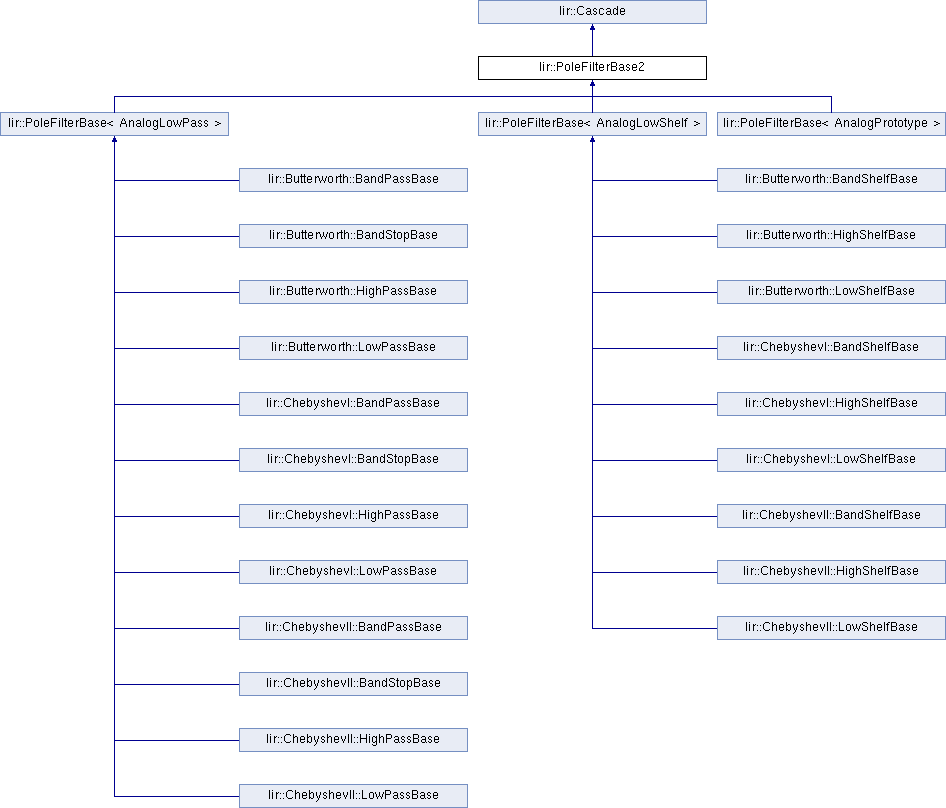 Iir::Cascade
Iir::PoleFilterBase2
Iir::PoleFilterBase< AnalogLowPass >
Iir::PoleFilterBase< AnalogLowShelf >
Iir::PoleFilterBase< AnalogPrototype >
Iir::Butterworth::BandPassBase
Iir::Butterworth::BandShelfBase
Iir::Butterworth::BandStopBase
Iir::Butterworth::HighShelfBase
Iir::Butterworth::HighPassBase
Iir::Butterworth::LowShelfBase
Iir::Butterworth::LowPassBase
Iir::ChebyshevI::BandShelfBase
Iir::ChebyshevI::BandPassBase
Iir::ChebyshevI::HighShelfBase
Iir::ChebyshevI::BandStopBase
Iir::ChebyshevI::LowShelfBase
Iir::ChebyshevI::HighPassBase
Iir::ChebyshevII::BandShelfBase
Iir::ChebyshevI::LowPassBase
Iir::ChebyshevII::HighShelfBase
Iir::ChebyshevII::BandPassBase
Iir::ChebyshevII::LowShelfBase
Iir::ChebyshevII::BandStopBase
Iir::ChebyshevII::HighPassBase
Iir::ChebyshevII::LowPassBase